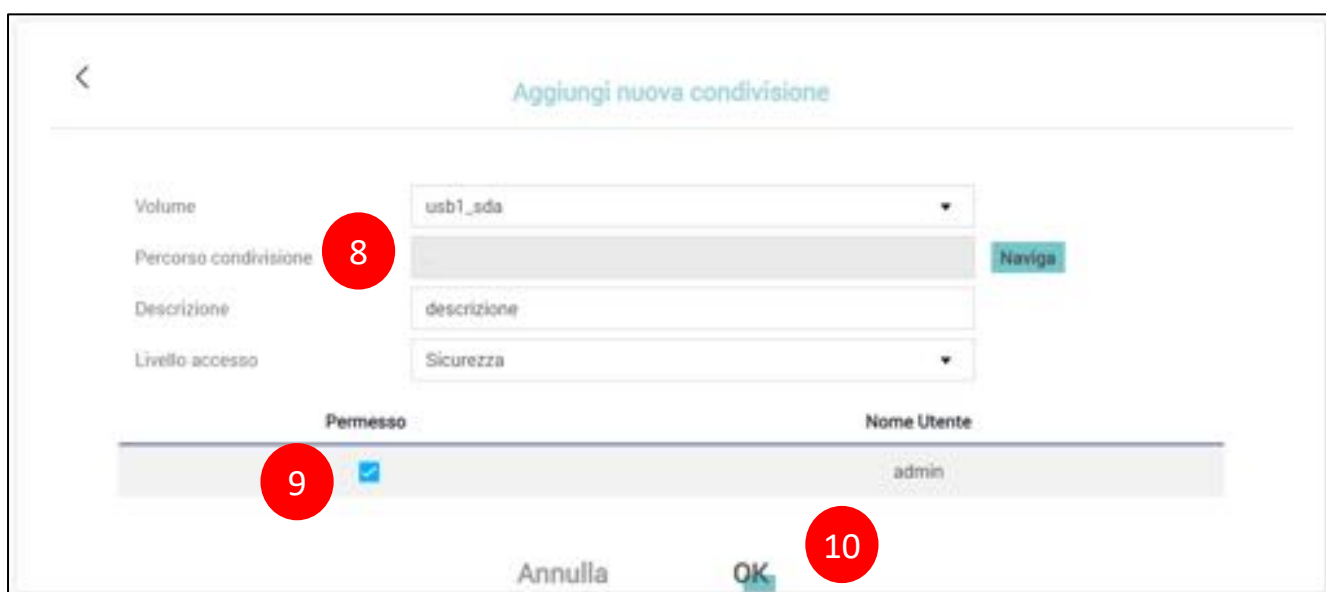 Aggiungi nuova condivisione
Volume usb1_sda
Percorso condivisione 8 Naviga
Descrizione descrizione
Livello accesso Sicurezza
Permesso Nome Utente
9 admin
10
Annulla OK